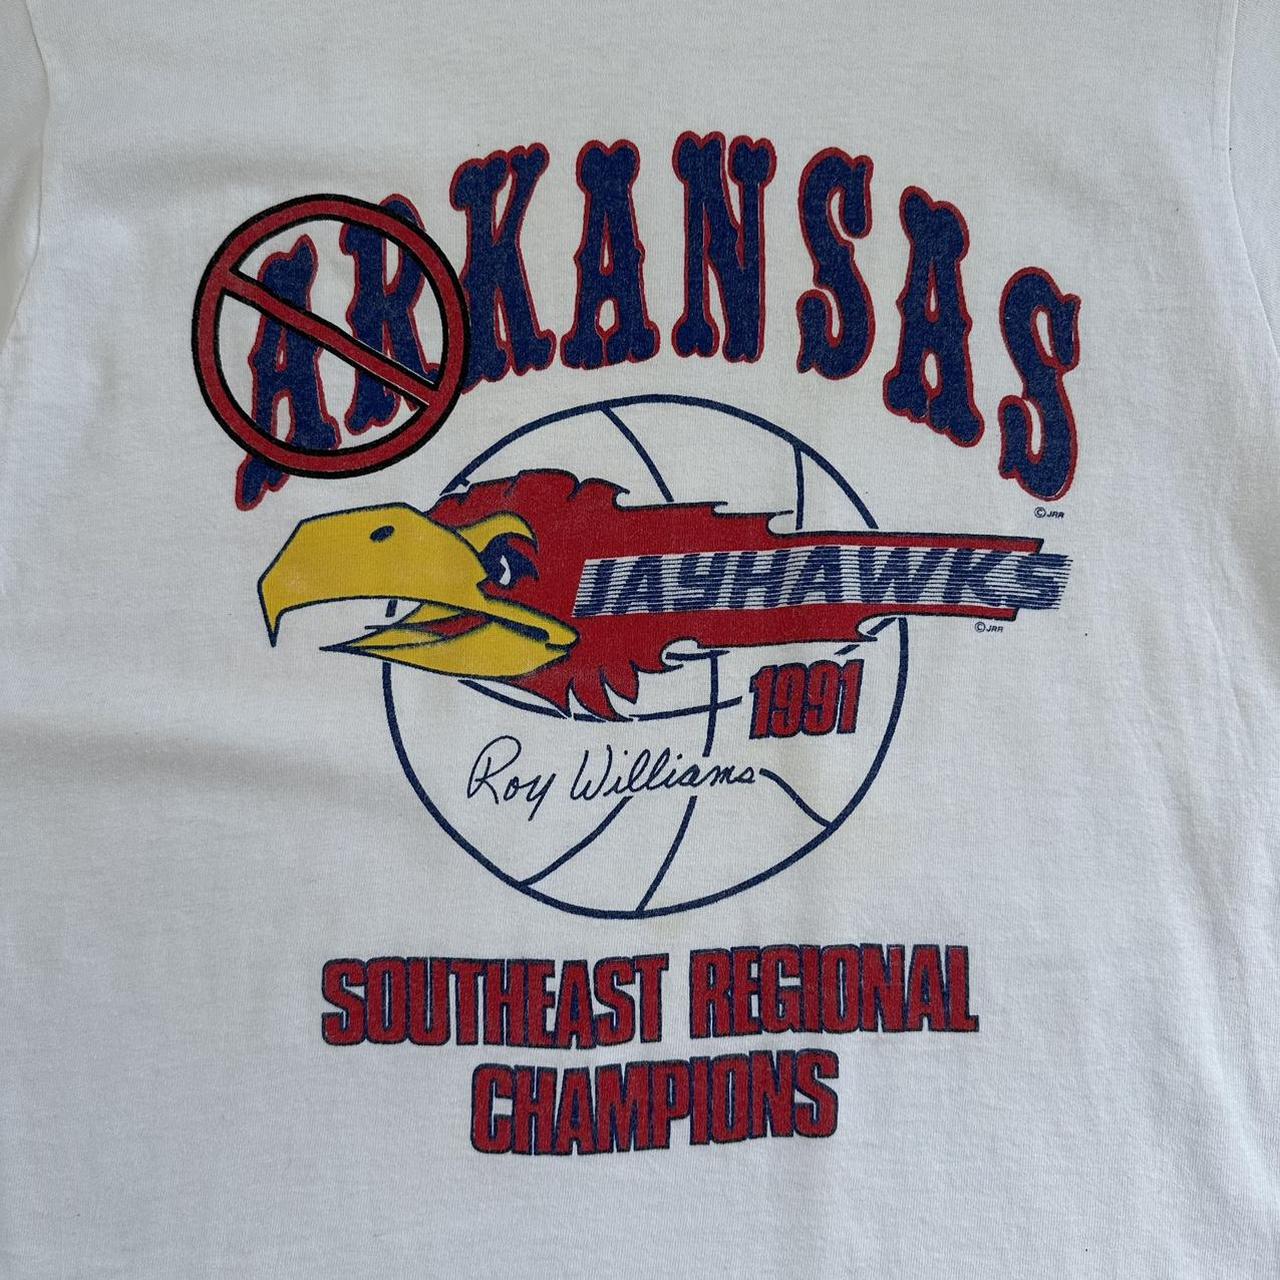 ARKANSAS
©JRR
JAYHAWKS
©JRR
1991
Roy Williams
SOUTHEAST REGIONAL
CHAMPIONS